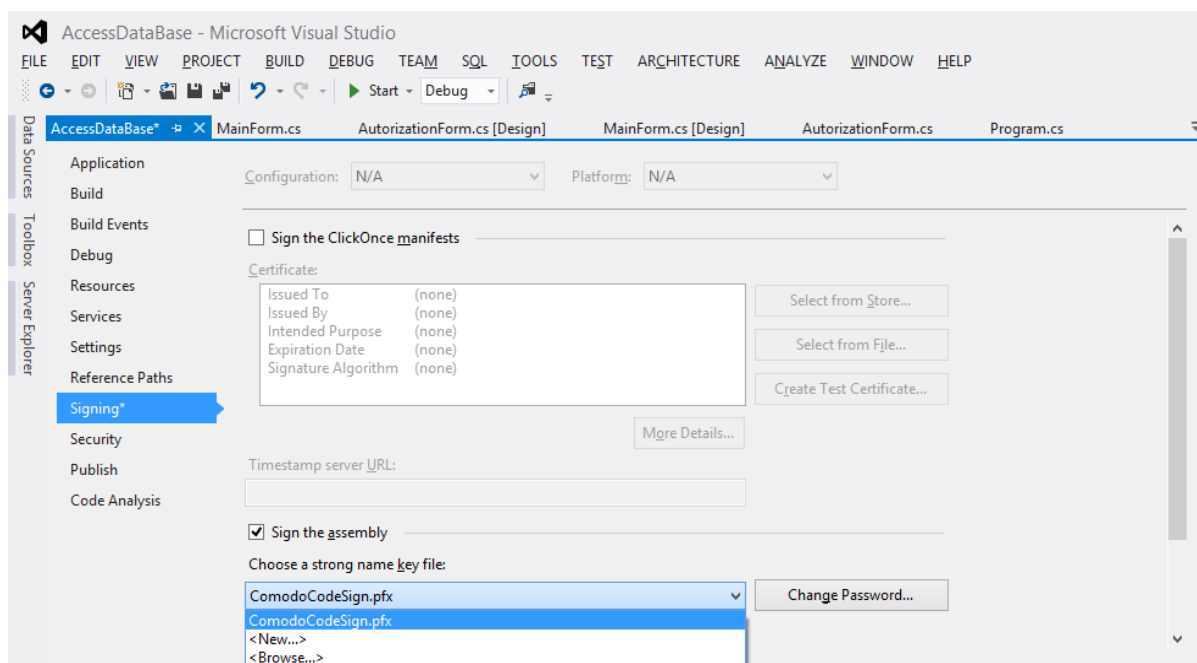 AccessDataBase - Microsoft Visual Studio
FILE EDIT VIEW PROJECT BUILD DEBUG TEAM SQL TOOLS TEST ARCHITECTURE ANALYZE WINDOW HELP
Start Debug
AccessDataBase* MainForm.cs AutorizationForm.cs [Design] MainForm.cs [Design] AutorizationForm.cs Program.cs
Data Sources
Toolbox
Server Explorer
Application
Build
Build Events
Debug
Resources
Services
Settings
Reference Paths
Signing*
Security
Publish
Code Analysis
Configuration: N/A Platform: N/A
Sign the ClickOnce manifests
Certificate:
Issued To (none)
Issued By (none)
Intended Purpose (none)
Expiration Date (none)
Signature Algorithm (none)
Select from Store...
Select from File...
Create Test Certificate...
More Details...
Timestamp server URL:
Sign the assembly
Choose a strong name key file:
ComodoCodeSign.pfx Change Password...
ComodoCodeSign.pfx
<New...>
<Browse...>